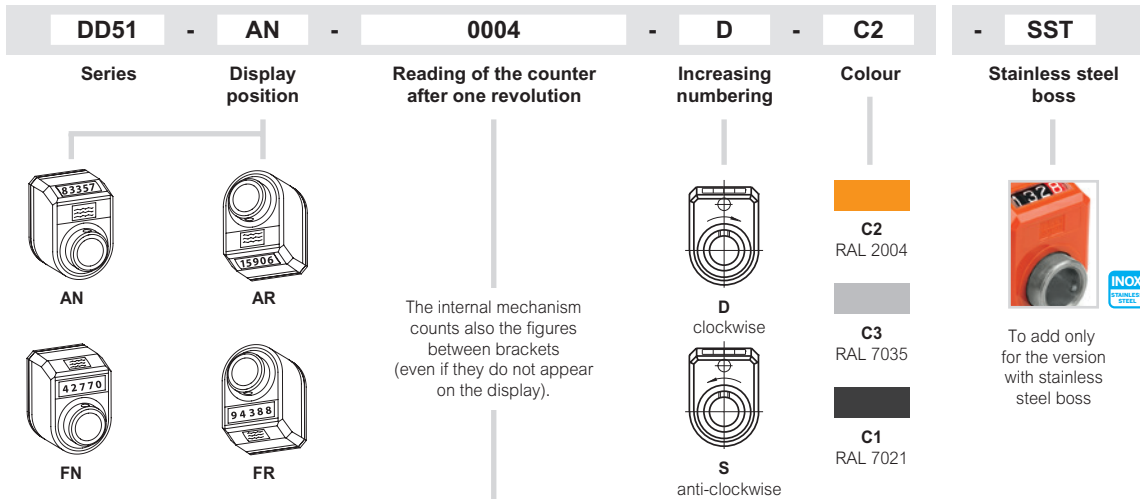 DD51 - AN - 0004 - D - C2 - SST
Series
Display
position
Reading of the counter
after one revolution
Increasing
numbering
Colour
Stainless steel
boss
83357
AN
15906
AR
42770
FN
94388
FR
The internal mechanism
counts also the figures
between brackets
(even if they do not appear
on the display).
D
clockwise
S
anti-clockwise
C2
RAL 2004
C3
RAL 7035
C1
RAL 7021
1328
INOX
STAINLESS
STEEL
To add only
for the version
with stainless
steel boss